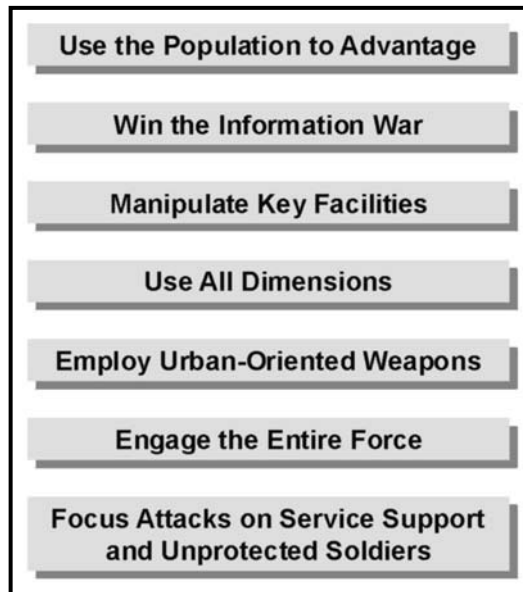 Use the Population to Advantage
Win the Information War
Manipulate Key Facilities
Use All Dimensions
Employ Urban-Oriented Weapons
Engage the Entire Force
Focus Attacks on Service Support
and Unprotected Soldiers